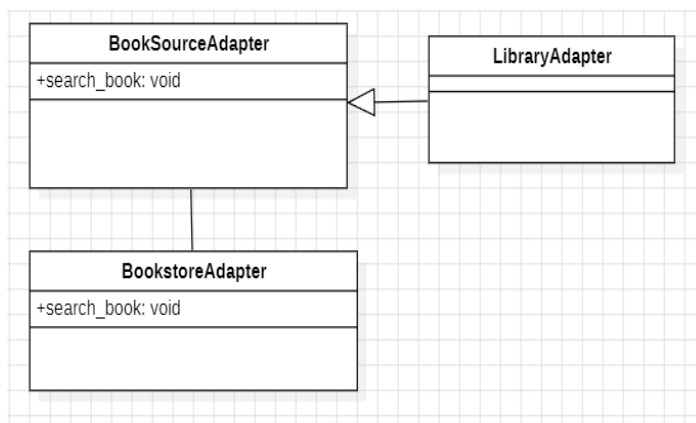 BookSourceAdapter
+search_book: void
LibraryAdapter
BookstoreAdapter
+search_book: void